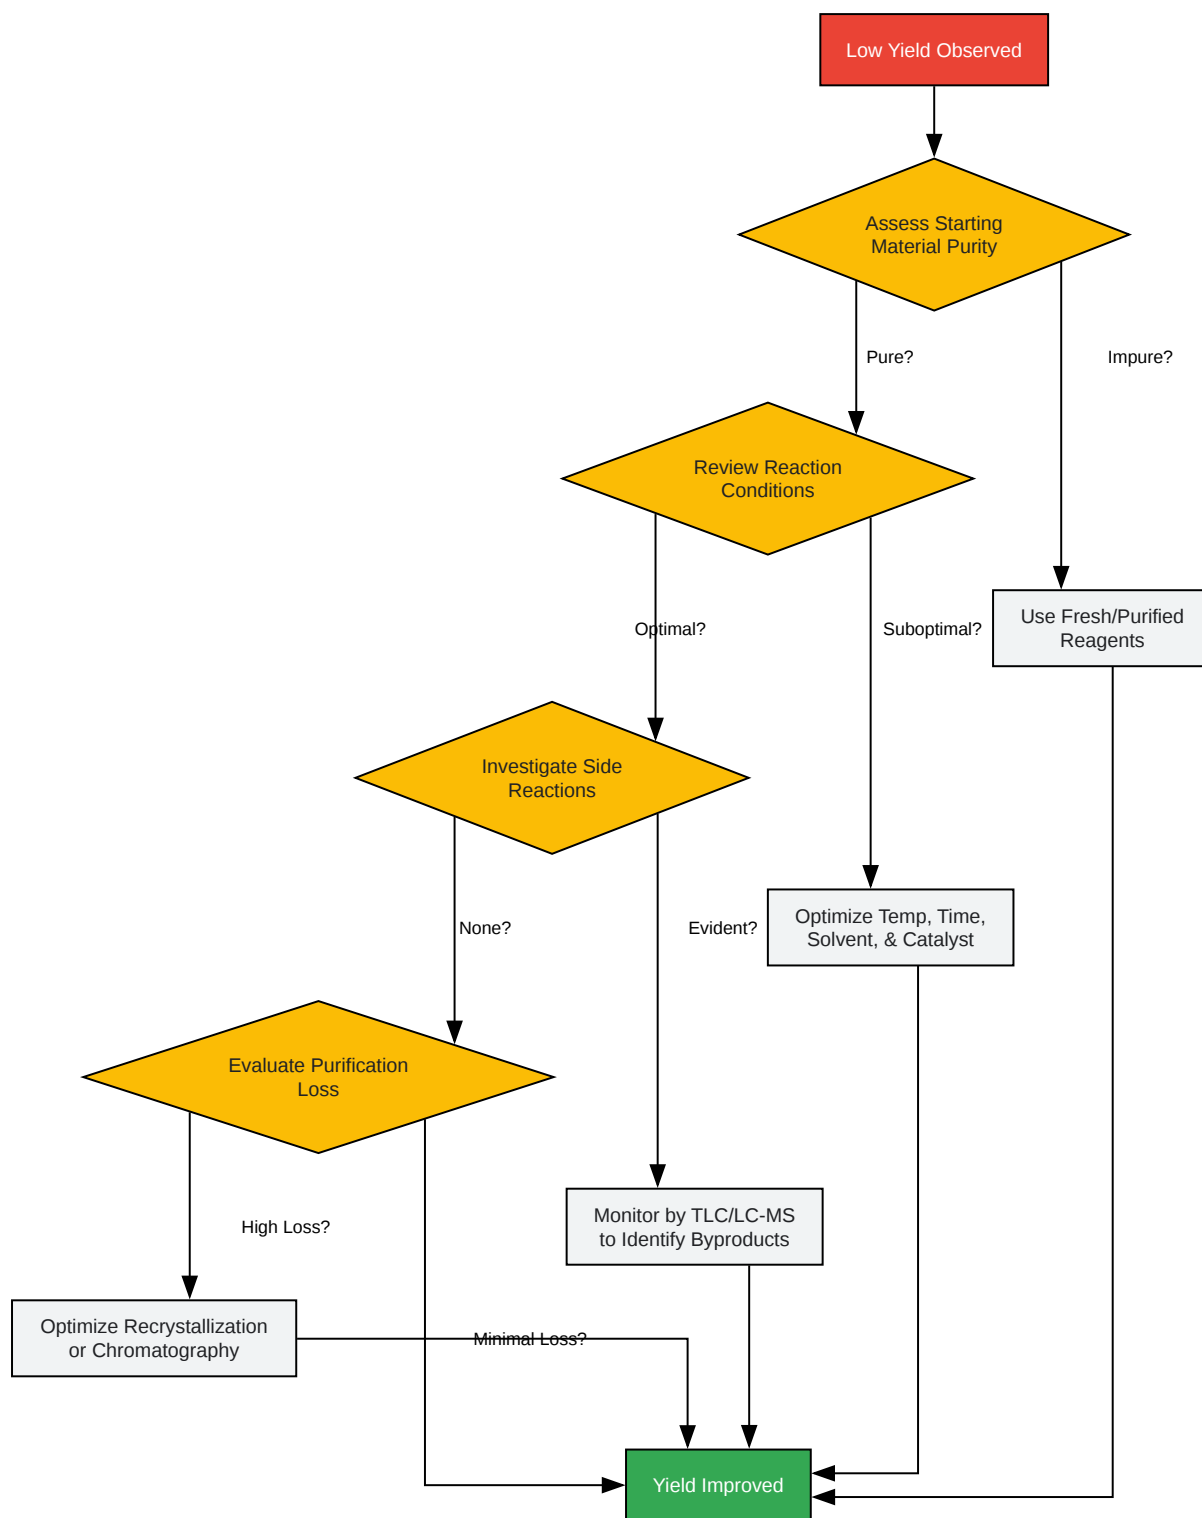 Low Yield Observed
Assess Starting
Material Purity
Pure?
Impure?
Review Reaction
Conditions
Optimal?
Suboptimal?
Use Fresh/Purified
Reagents
Investigate Side
Reactions
None?
Evident?
Optimize Temp, Time,
Solvent, & Catalyst
Evaluate Purification
Loss
High Loss?
Monitor by TLC/LC-MS
to Identify Byproducts
Optimize Recrystallization
or Chromatography
Minimal Loss?
Yield Improved